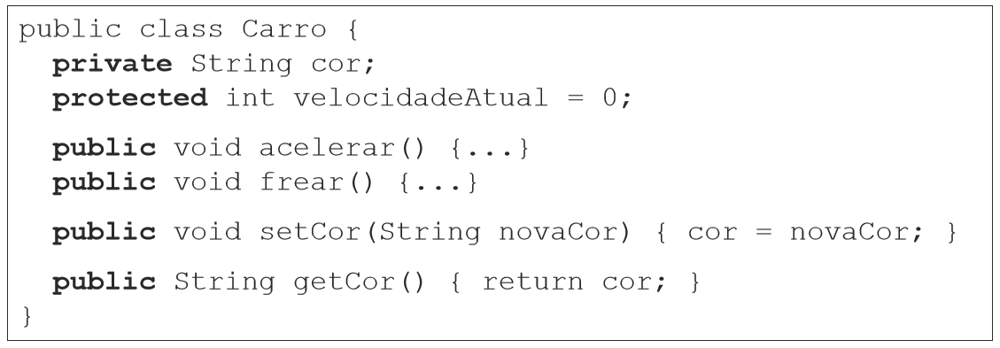 public class Carro {
private String cor;
protected int velocidadeAtual = 0;
public void acelerar() {...}
public void frear() {...}
public void setCor(String novaCor) { cor = novaCor; }
public String getCor() { return cor; }
}